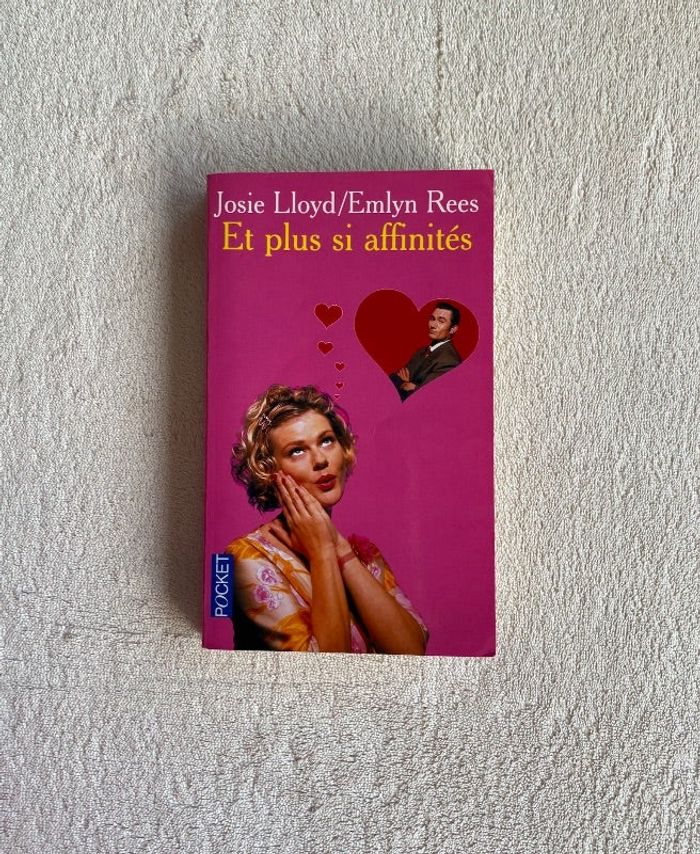 Josie Lloyd/Emlyn Rees
Et plus si affinités
POCKET